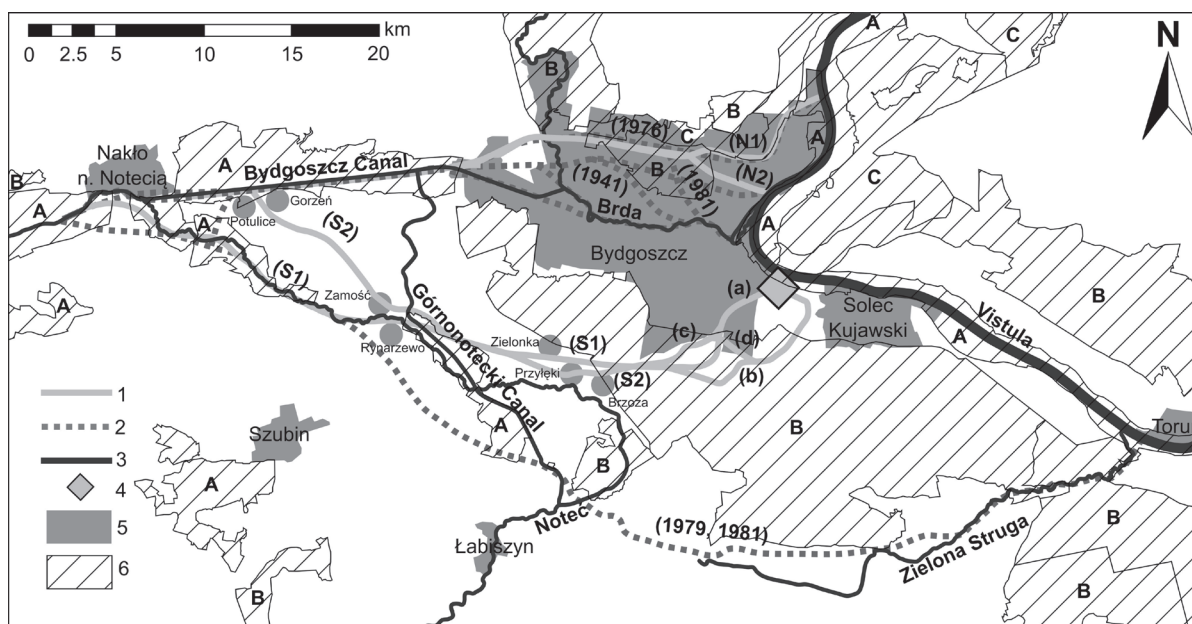 km
0 2.5 5 10 15 20
N
A
A
C
B
B
(1976)
C
(N1)
A
Nakło
n. Notecią
A
Bydgoszcz Canal
B
(N2)
C
B
(1941)
(1981)
A
Brda
A
Potulice
Gorzeń
(S2)
A
Bydgoszcz
(S1)
(a)
B
Zamość
Solec
Kujawski
Vistula
A
Górnonotecki Canal
Rynarzewo
Zielonka
(S1)
(c)
(d)
A
Przyłęki
(S2)
(b)
Brzoza
1
2
3
4
5
6
Szubin
A
A
B
B
Toru
B
Noteć
(1979, 1981)
B
Łabiszyn
Zielona Struga
B
B